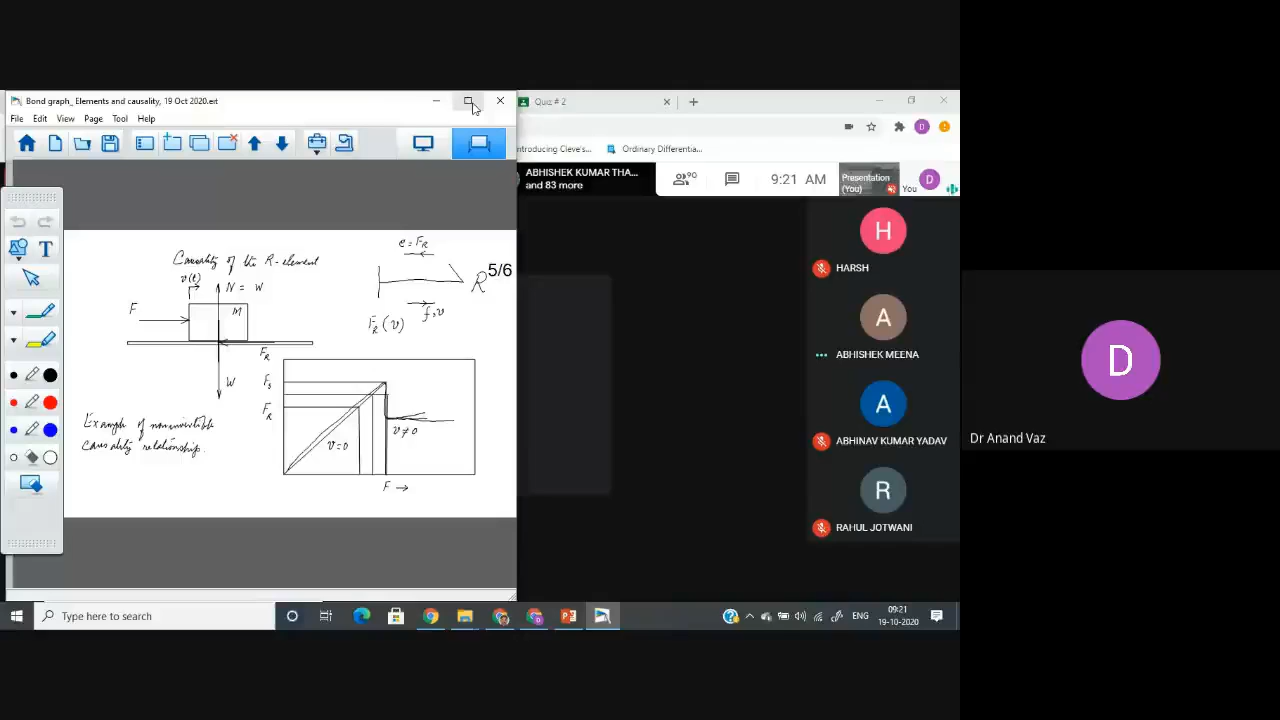 Bond graph_ Elements and causality, 19 Oct 2020.eit
File Edit View Page Tool Help
T
Causality of the R-element
v(t)
N = W
F
M
F_R
W
e = F_R
R
5/6
f, v
F_R (v)
F_s
F_R
v = 0
v ≠ 0
F →
Example of noninvertible
causality relationship.
Quiz # 2
ntroducing Cleve's...
Ordinary Differentia...
ABHISHEK KUMAR THA...
and 83 more
90
9:21 AM
Presentation
(You)
You
D
D
H
HARSH
A
ABHISHEK MEENA
A
ABHINAV KUMAR YADAV
R
RAHUL JOTWANI
D
Dr Anand Vaz
Type here to search
ENG
09:21
19-10-2020